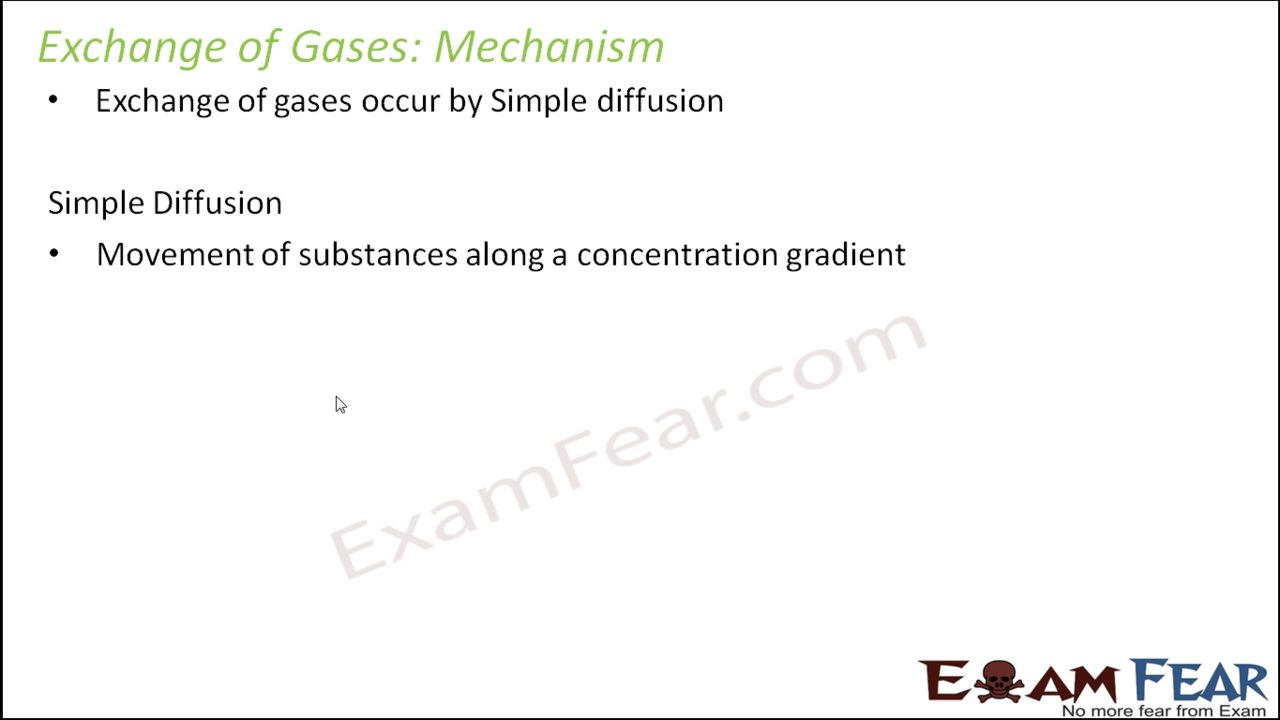 Exchange of Gases: Mechanism
• Exchange of gases occur by Simple diffusion
Simple Diffusion
• Movement of substances along a concentration gradient
ExamFear.com
EXAM FEAR
No more fear from Exam